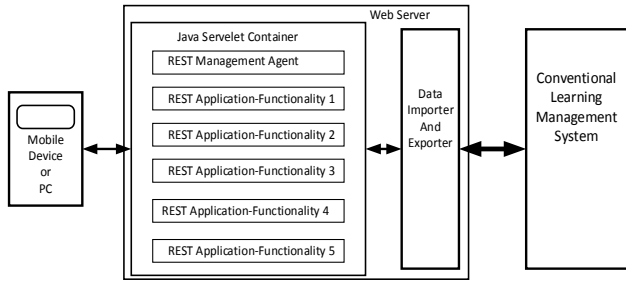 Web Server
Java Servelet Container
REST Management Agent
REST Application-Functionality 1
REST Application-Functionality 2
REST Application-Functionality 3
REST Application-Functionality 4
REST Application-Functionality 5
Mobile
Device
or
PC
Data
Importer
And
Exporter
Conventional
Learning
Management
System